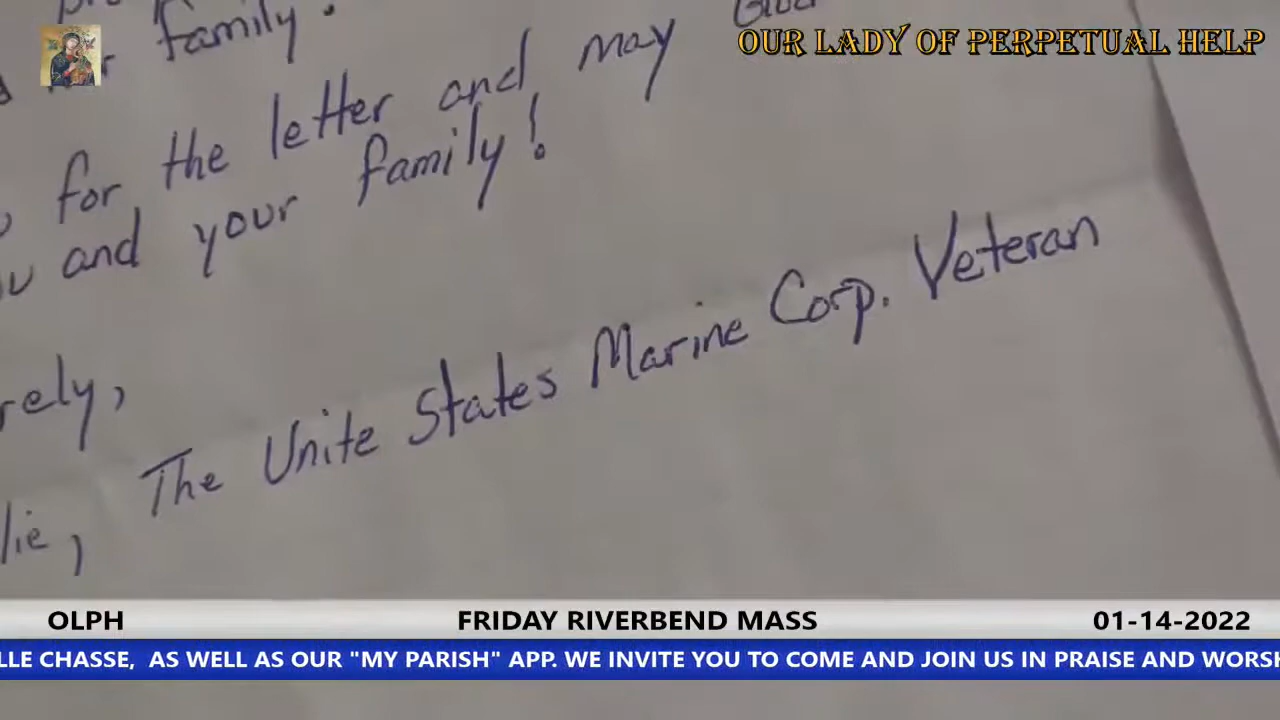 OUR LADY OF PERPETUAL HELP
family.
for the letter and may
and your family!
rely,
lie, The Unite States Marine Corp. Veteran
OLPH FRIDAY RIVERBEND MASS 01-14-2022
LLE CHASSE, AS WELL AS OUR "MY PARISH" APP. WE INVITE YOU TO COME AND JOIN US IN PRAISE AND WORSH